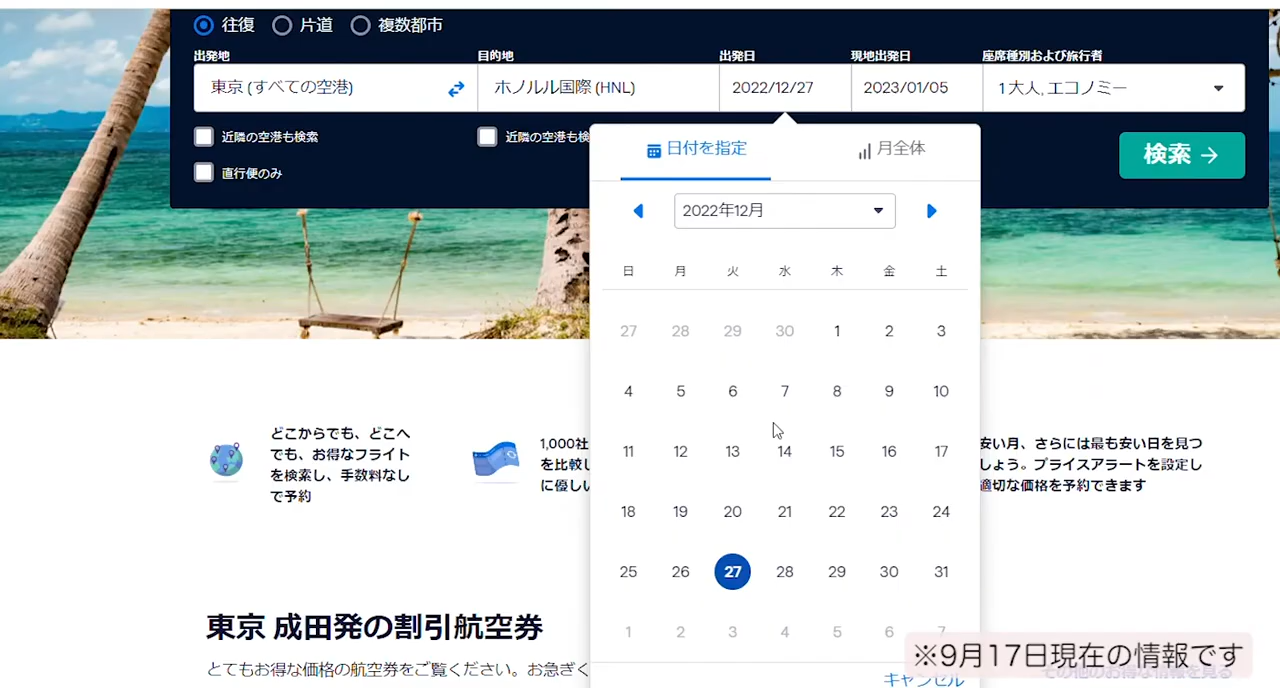 往復 片道 複数都市
出発地 目的地 出発日 現地出発日 座席種別および旅行者
東京 (すべての空港) ホノルル国際 (HNL) 2022/12/27 2023/01/05 1大人, エコノミー
近隣の空港も検索 近隣の空港も検
直行便のみ
検索
日付を指定 月全体
2022年12月
日 月 火 水 木 金 土
27 28 29 30 1 2 3
4 5 6 7 8 9 10
11 12 13 14 15 16 17
18 19 20 21 22 23 24
25 26 27 28 29 30 31
1 2 3 4 5 6 7
キャンセル
どこからでも、どこへ
でも、お得なフライト
を検索し、手数料なし
で予約
1,000社
を比較し
に優しい
安い月、さらには最も安い日を見つ
しょう。プライスアラートを設定し
適切な価格を予約できます
東京 成田発の割引航空券
とてもお得な価格の航空券をご覧ください。お急ぎく
その他のお得な情報を見る
※9月17日現在の情報です